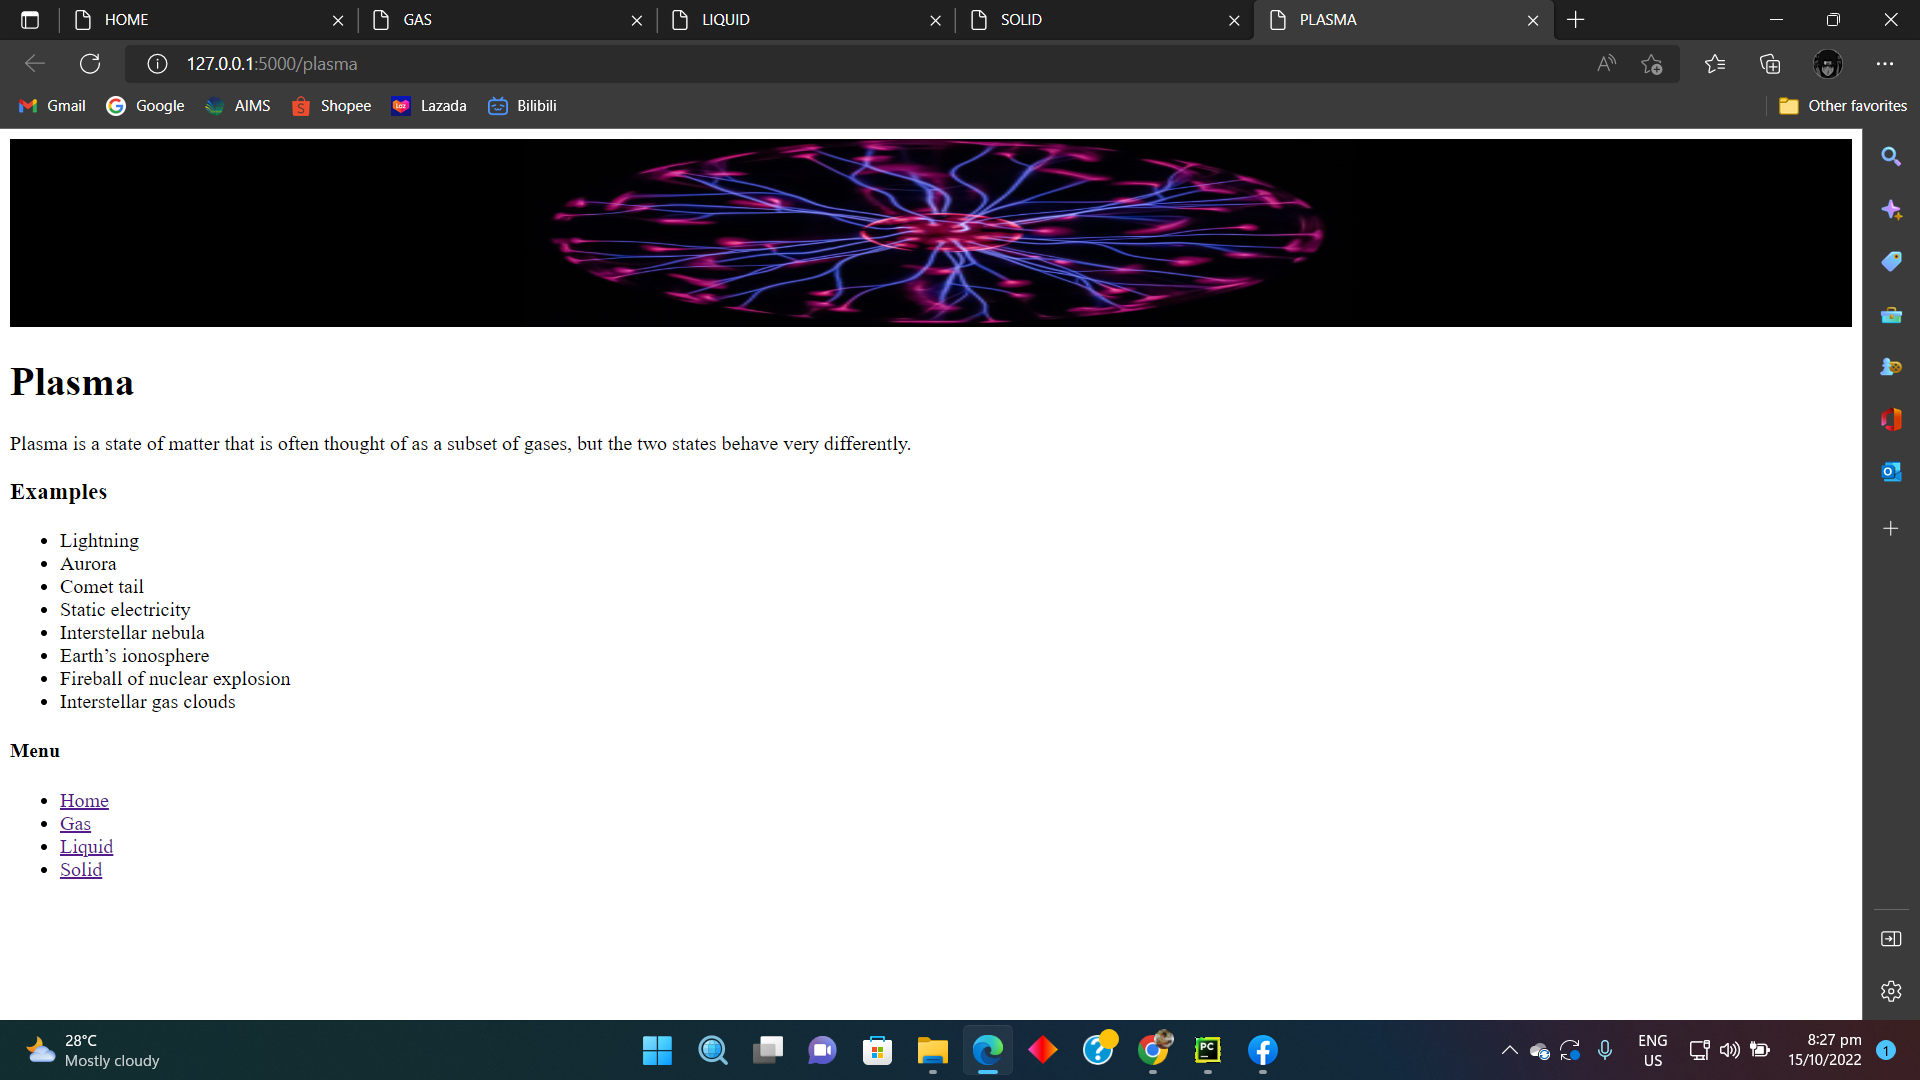 HOME
GAS
LIQUID
SOLID
PLASMA
127.0.0.1:5000/plasma
Gmail
Google
AIMS
Shopee
Lazada
Bilibili
Other favorites
Plasma
Plasma is a state of matter that is often thought of as a subset of gases, but the two states behave very differently.
Examples
Lightning
Aurora
Comet tail
Static electricity
Interstellar nebula
Earth’s ionosphere
Fireball of nuclear explosion
Interstellar gas clouds
Menu
Home
Gas
Liquid
Solid
28°C
Mostly cloudy
PC
ENG
US
8:27 pm
15/10/2022
1